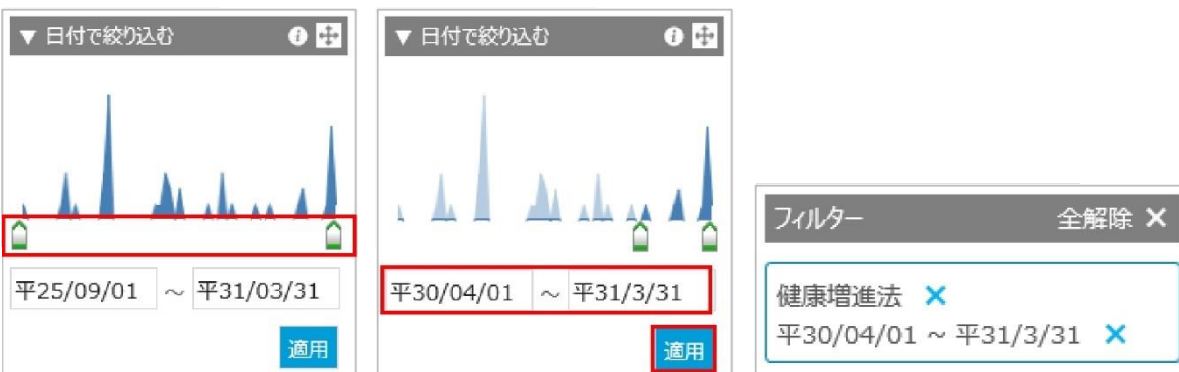 ▼ 日付で絞り込む
平25/09/01 ～ 平31/03/31
適用
▼ 日付で絞り込む
平30/04/01 ～ 平31/3/31
適用
フィルター 全解除 ×
健康増進法 ×
平30/04/01 ～ 平31/3/31 ×